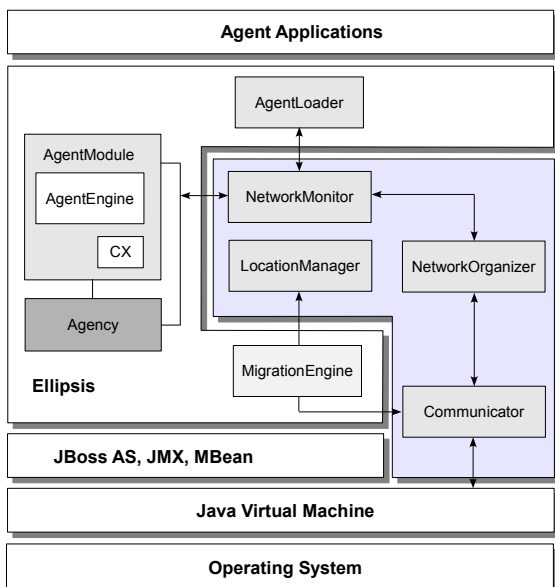 Agent Applications
AgentLoader
AgentModule
AgentEngine
NetworkMonitor
CX
LocationManager
NetworkOrganizer
Agency
MigrationEngine
Ellipsis
Communicator
JBoss AS, JMX, MBean
Java Virtual Machine
Operating System